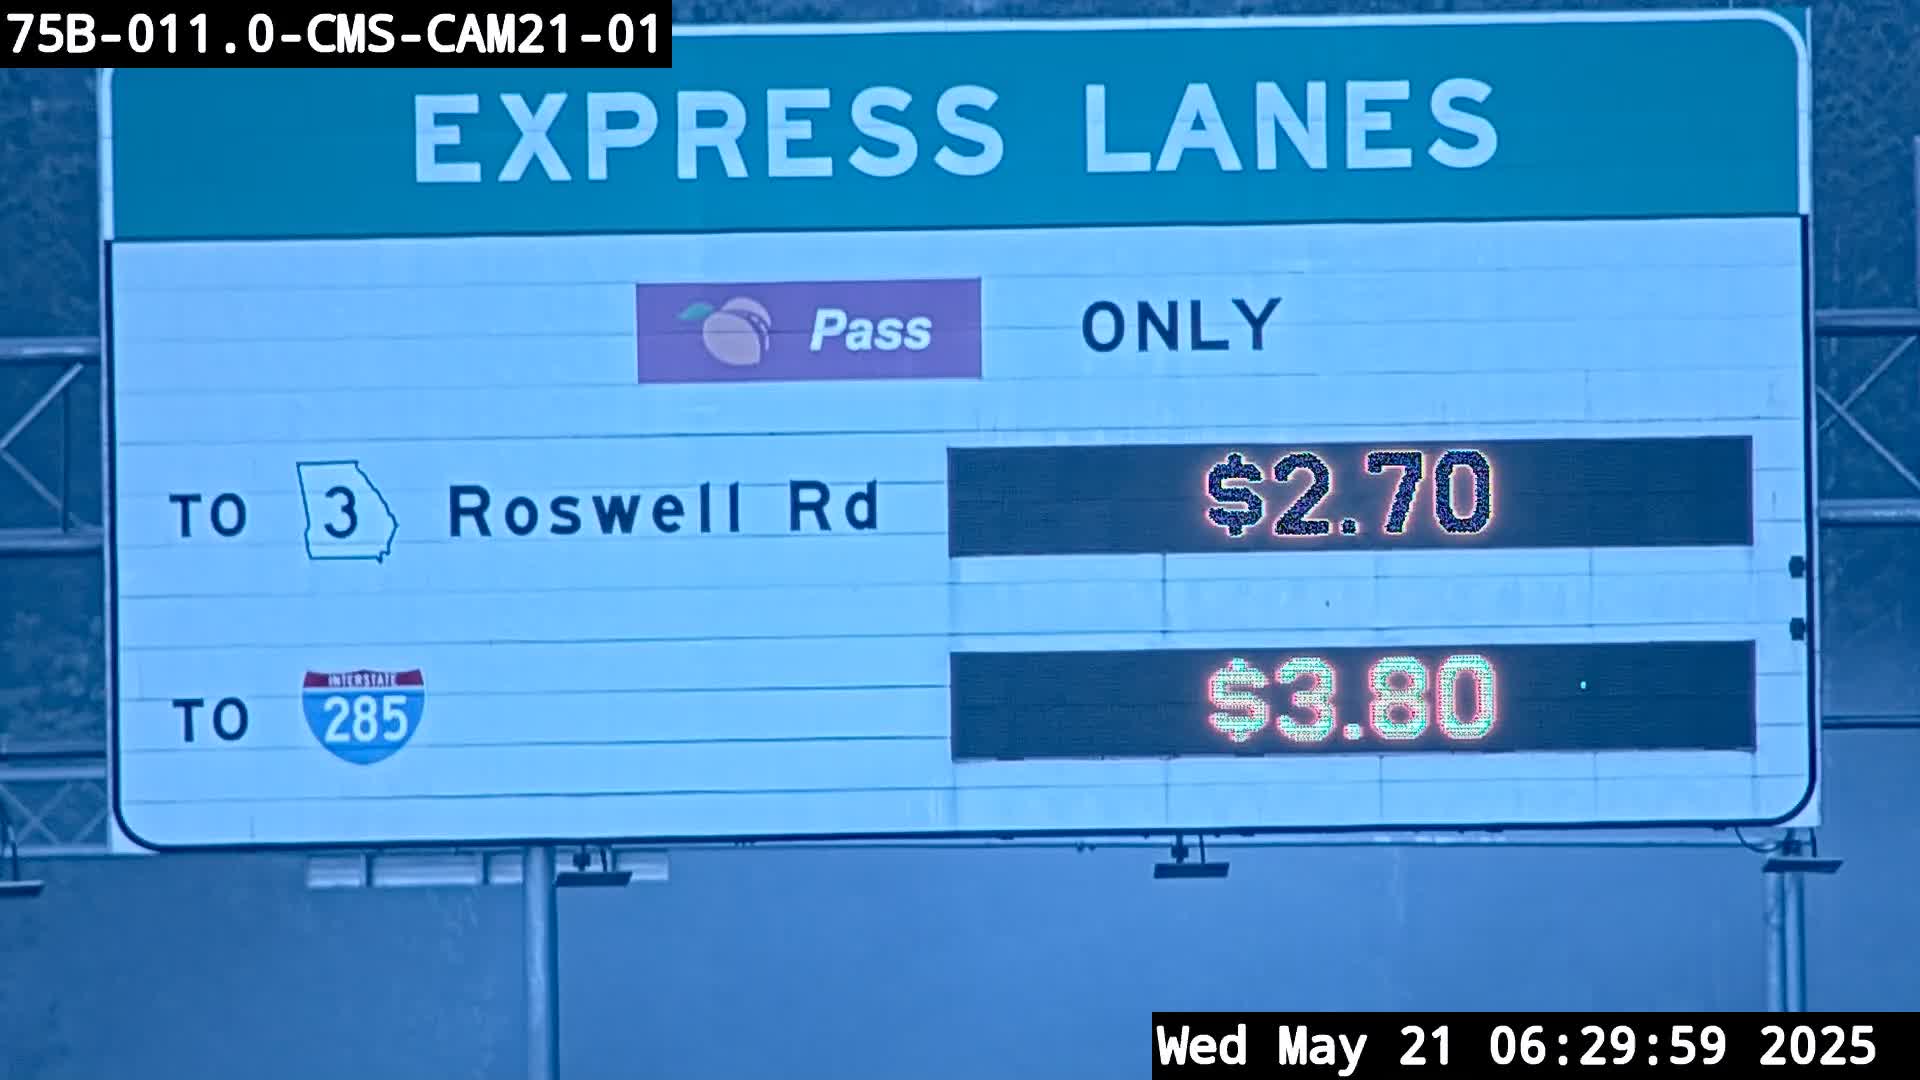 75B-011.0-CMS-CAM21-01
EXPRESS LANES
Pass ONLY
TO 3 Roswell Rd $2.70
TO INTERSTATE 285 $3.80
Wed May 21 06:29:59 2025